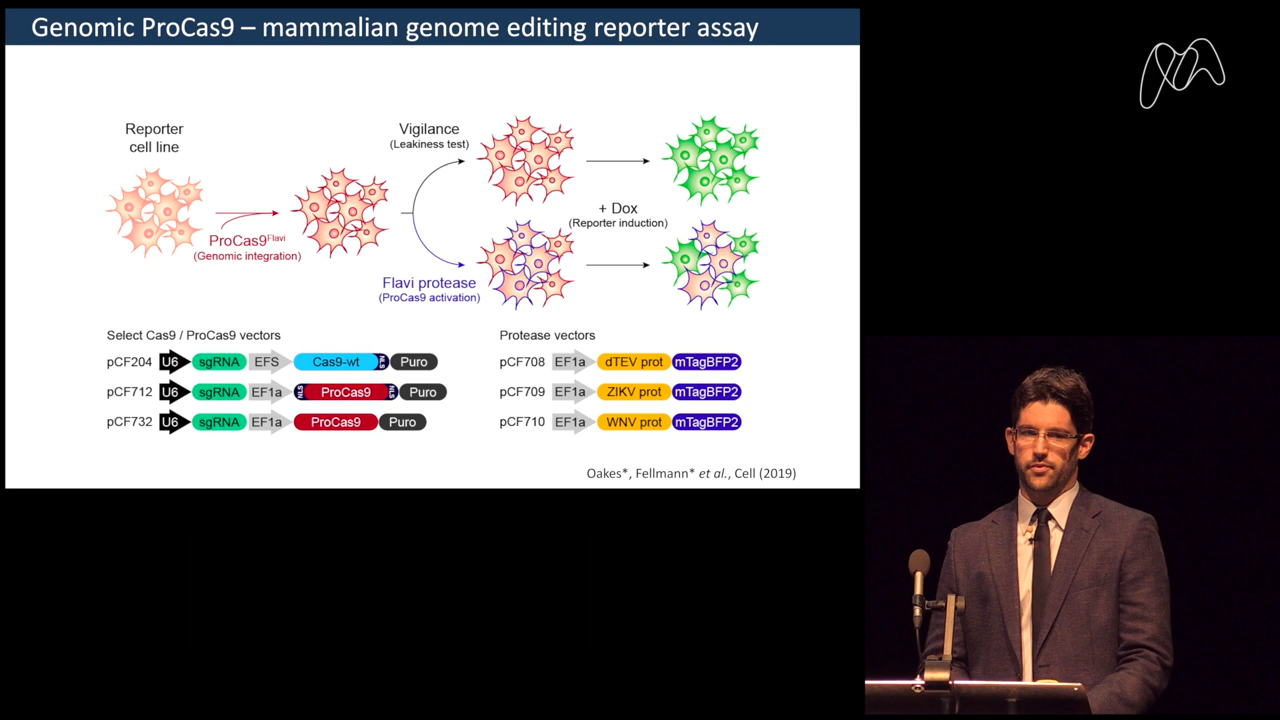 Genomic ProCas9 – mammalian genome editing reporter assay
Reporter
cell line
ProCas9Flavi
(Genomic integration)
Vigilance
(Leakiness test)
Flavi protease
(ProCas9 activation)
+ Dox
(Reporter induction)
Select Cas9 / ProCas9 vectors
pCF204 U6 sgRNA EFS Cas9-wt NLS Puro
pCF712 U6 sgRNA EF1a NLS ProCas9 NLS Puro
pCF732 U6 sgRNA EF1a ProCas9 Puro
Protease vectors
pCF708 EF1a dTEV prot mTagBFP2
pCF709 EF1a ZIKV prot mTagBFP2
pCF710 EF1a WNV prot mTagBFP2
Oakes*, Fellmann* et al., Cell (2019)